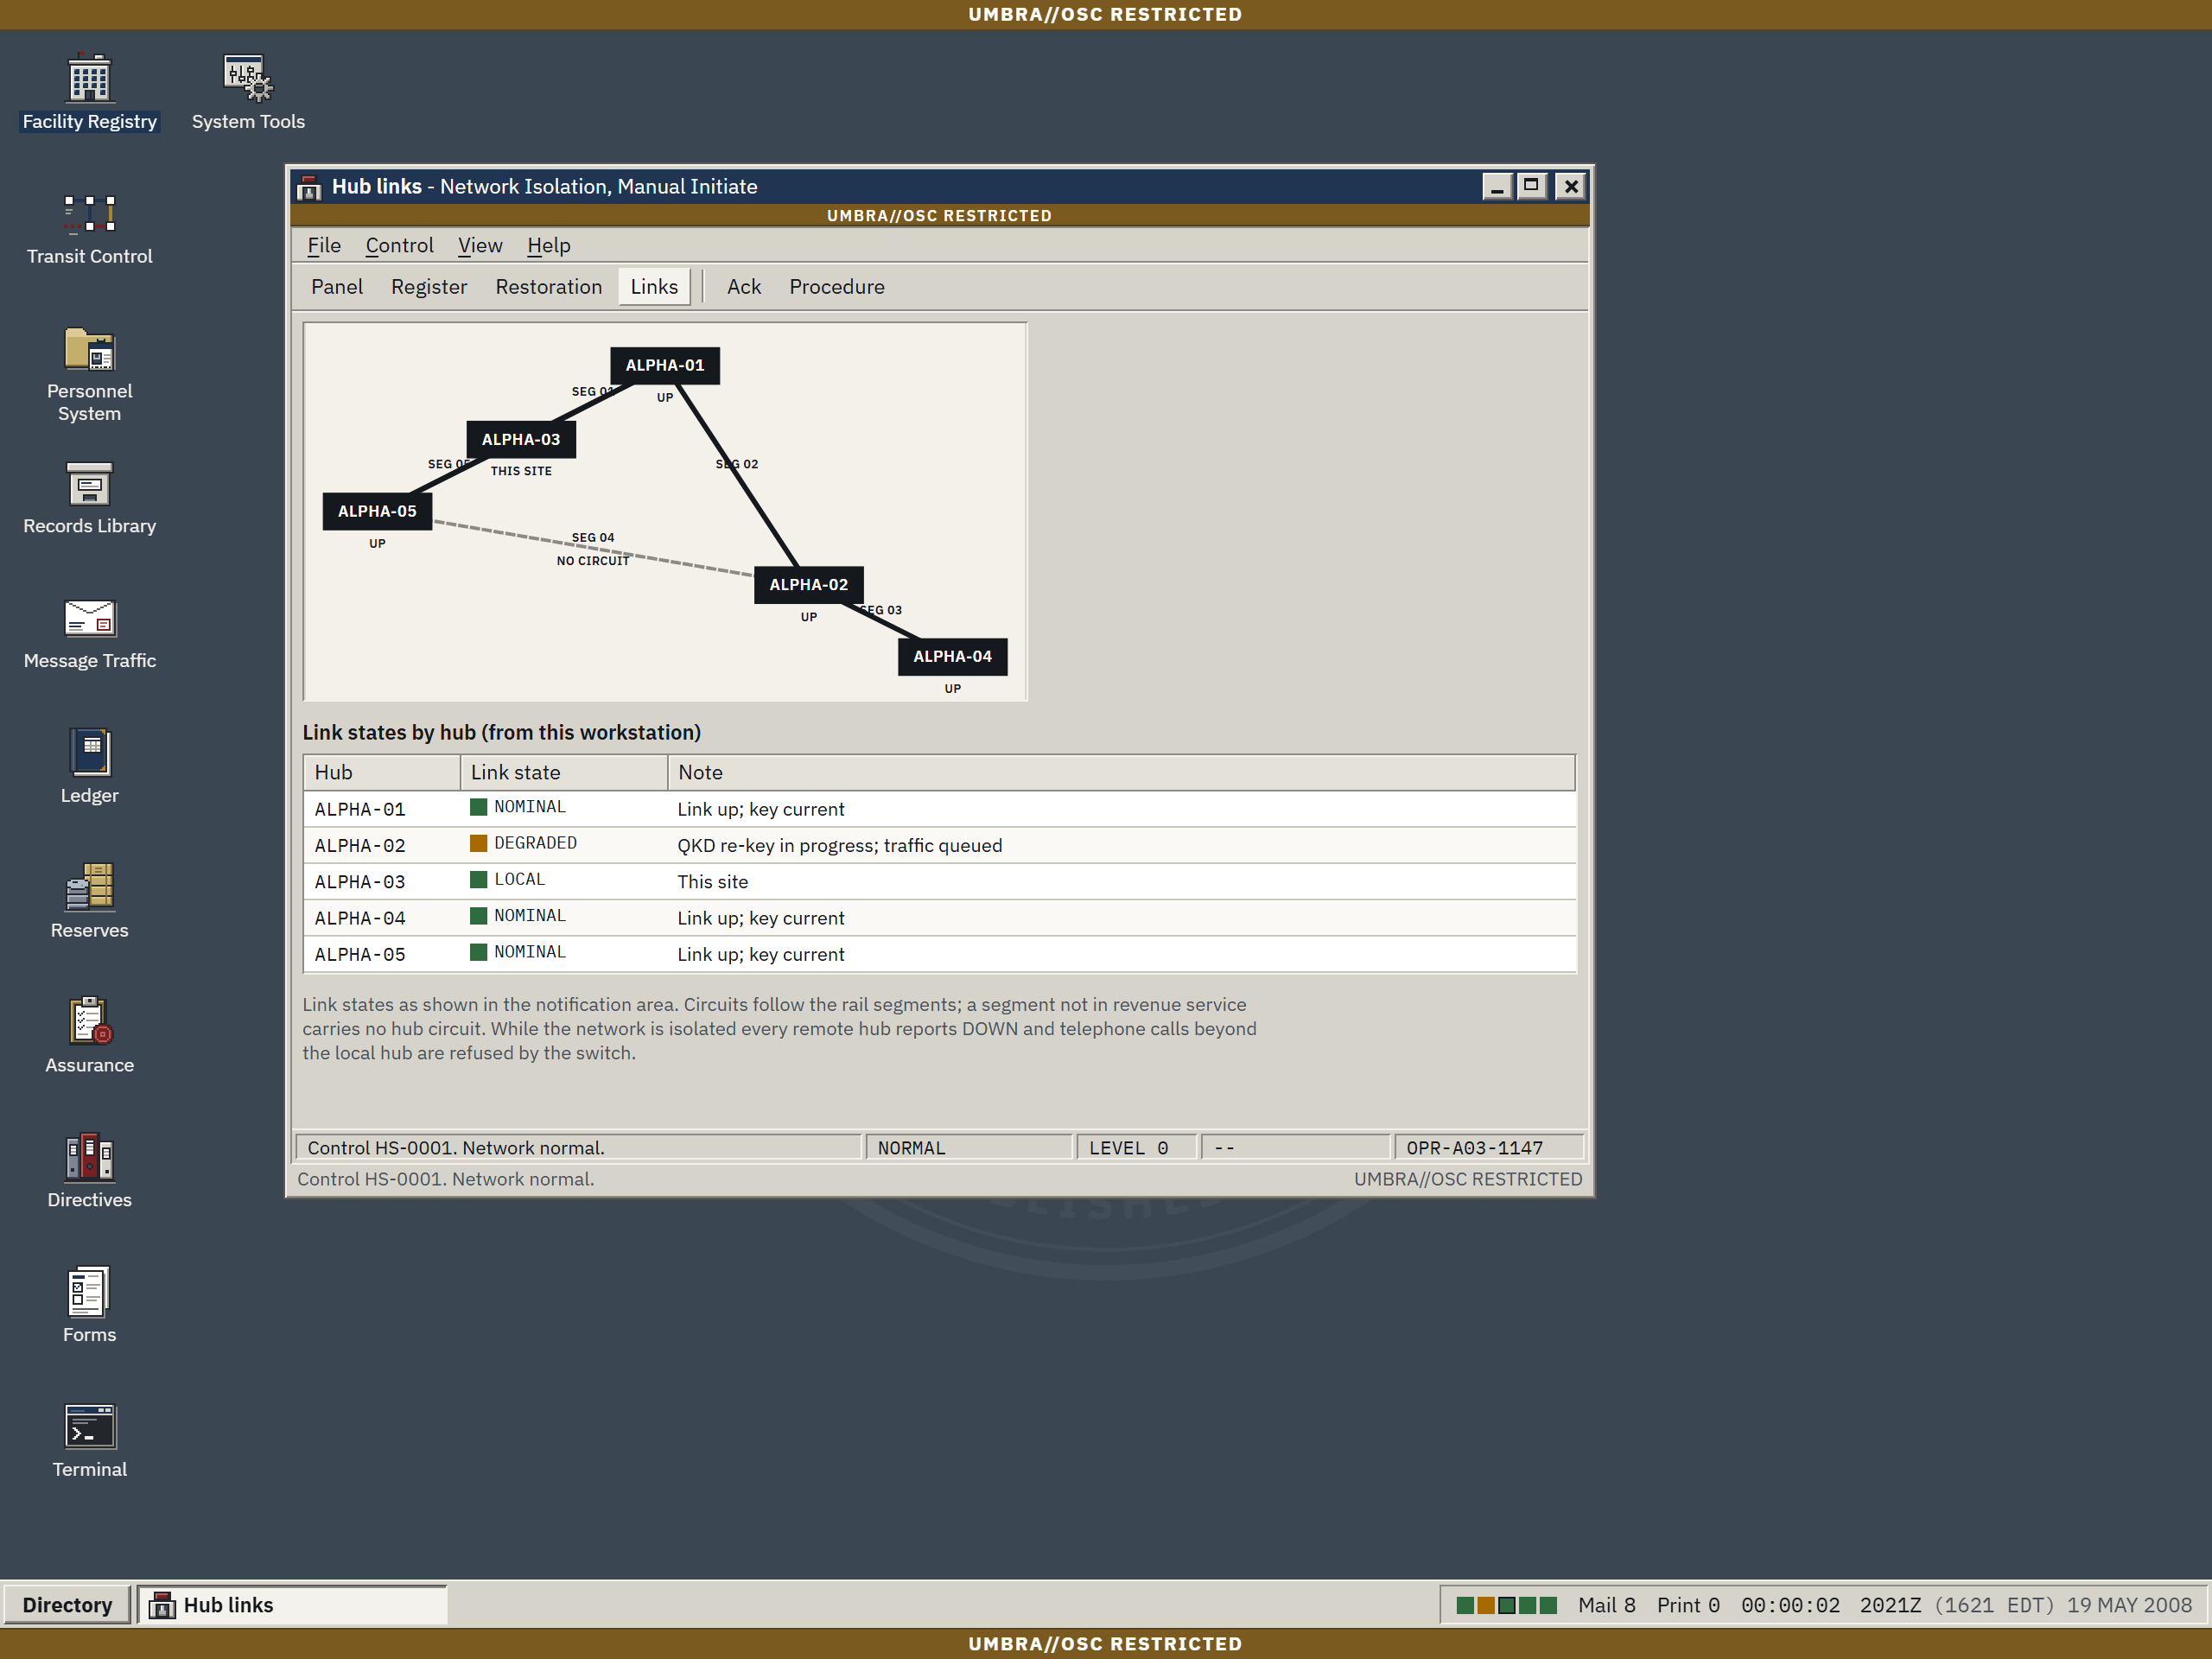 UMBRA//OSC RESTRICTED
Facility Registry
System Tools
Transit Control
Personnel
System
Records Library
Message Traffic
Ledger
Reserves
Assurance
Directives
Forms
Terminal
Hub links - Network Isolation, Manual Initiate
UMBRA//OSC RESTRICTED
File Control View Help
Panel Register Restoration Links Ack Procedure
ALPHA-01
SEG 01
UP
ALPHA-03
SEG 05
THIS SITE
SEG 02
ALPHA-05
UP
SEG 04
NO CIRCUIT
ALPHA-02
SEG 03
UP
ALPHA-04
UP
Link states by hub (from this workstation)
Hub Link state Note
ALPHA-01 NOMINAL Link up; key current
ALPHA-02 DEGRADED QKD re-key in progress; traffic queued
ALPHA-03 LOCAL This site
ALPHA-04 NOMINAL Link up; key current
ALPHA-05 NOMINAL Link up; key current
Link states as shown in the notification area. Circuits follow the rail segments; a segment not in revenue service
carries no hub circuit. While the network is isolated every remote hub reports DOWN and telephone calls beyond
the local hub are refused by the switch.
Control HS-0001. Network normal. NORMAL LEVEL 0 -- OPR-A03-1147
Control HS-0001. Network normal. UMBRA//OSC RESTRICTED
Directory Hub links Mail 8 Print 0 00:00:02 2021Z (1621 EDT) 19 MAY 2008
UMBRA//OSC RESTRICTED